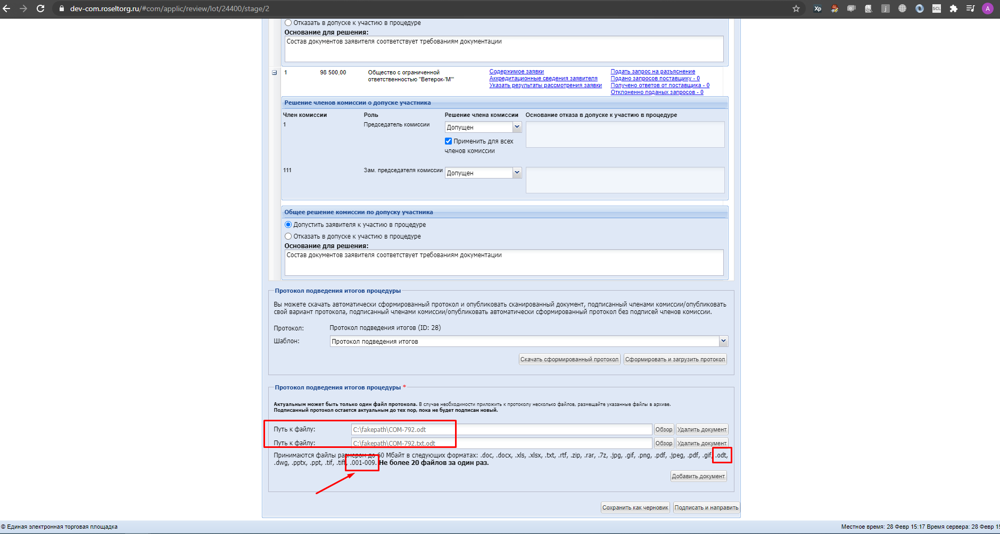 dev-com.roseltorg.ru/#com/applic/review/lot/24400/stage/2
Отказать в допуске к участию в процедуре
Основание для решения:
Состав документов заявителя соответствует требованиям документации
1 98 500,00 Общество с ограниченной ответственностью "Ветерок-'М'" Содержимое заявки Подать запрос на разъяснение
Аккредитационные сведения заявителя Подано запросов поставщику - 0
Указать результаты рассмотрения заявки Получено ответов от поставщика - 0
Отклоненно поданых запросов - 0
Решение членов комиссии о допуске участника
Член комиссии Роль Решение члена комиссии Основание отказа в допуске к участию в процедуре
1 Председатель комиссии Допущен
Применить для всех
членов комиссии
111 Зам. председателя комиссии Допущен
Общее решение комиссии по допуску участника
Допустить заявителя к участию в процедуре
Отказать в допуске к участию в процедуре
Основание для решения:
Состав документов заявителя соответствует требованиям документации
Протокол подведения итогов процедуры
Вы можете скачать автоматически сформированный протокол и опубликовать сканированный документ, подписанный членами комиссии/опубликовать
свой вариант протокола, подписанный членами комиссии/опубликовать автоматически сформированный протокол без подписей членов комиссии.
Протокол: Протокол подведения итогов (ID: 28)
Шаблон: Протокол подведения итогов
Скачать сформированный протокол Сформировать и загрузить протокол
Протокол подведения итогов процедуры *
Актуальным может быть только один файл протокола. В случае необходимости приложить к протоколу несколько файлов, размещайте указанные файлы в архиве.
Подписанный протокол остается актуальным до тех пор, пока не будет подписан новый.
Путь к файлу: C:\fakepath\COM-792.odt Обзор Удалить документ
Путь к файлу: C:\fakepath\COM-792.txt.odt Обзор Удалить документ
Принимаются файлы размером до 60 Мбайт в следующих форматах: .doc, .docx, .xls, .xlsx, .txt, .rtf, .zip, .rar, .7z, .jpg, .gif, .png, .pdf, .jpeg, .pdf, .gif, .odt,
.dwg, .pptx, .ppt, .tif, .tiff, .001-009. Не более 20 файлов за один раз.
Добавить документ
Сохранить как черновик Подписать и направить
© Единая электронная торговая площадка Местное время: 28 Февр 15:17 Время сервера: 28 Февр